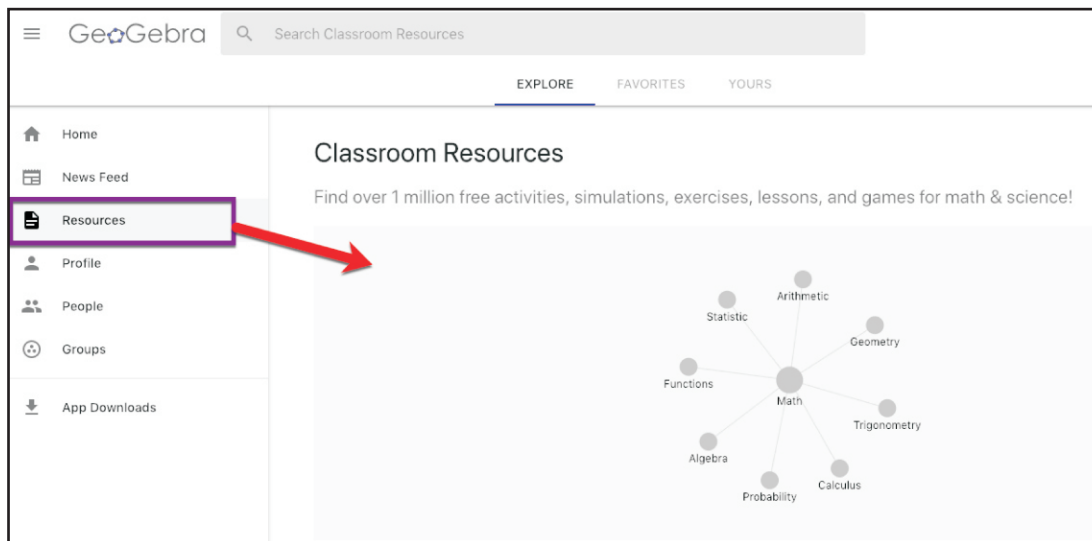 GeoGebra
Search Classroom Resources
EXPLORE FAVORITES YOURS
Home
News Feed
Resources
Profile
People
Groups
App Downloads
Classroom Resources
Find over 1 million free activities, simulations, exercises, lessons, and games for math & science!
Arithmetic
Statistic
Geometry
Functions
Math
Trigonometry
Algebra
Calculus
Probability